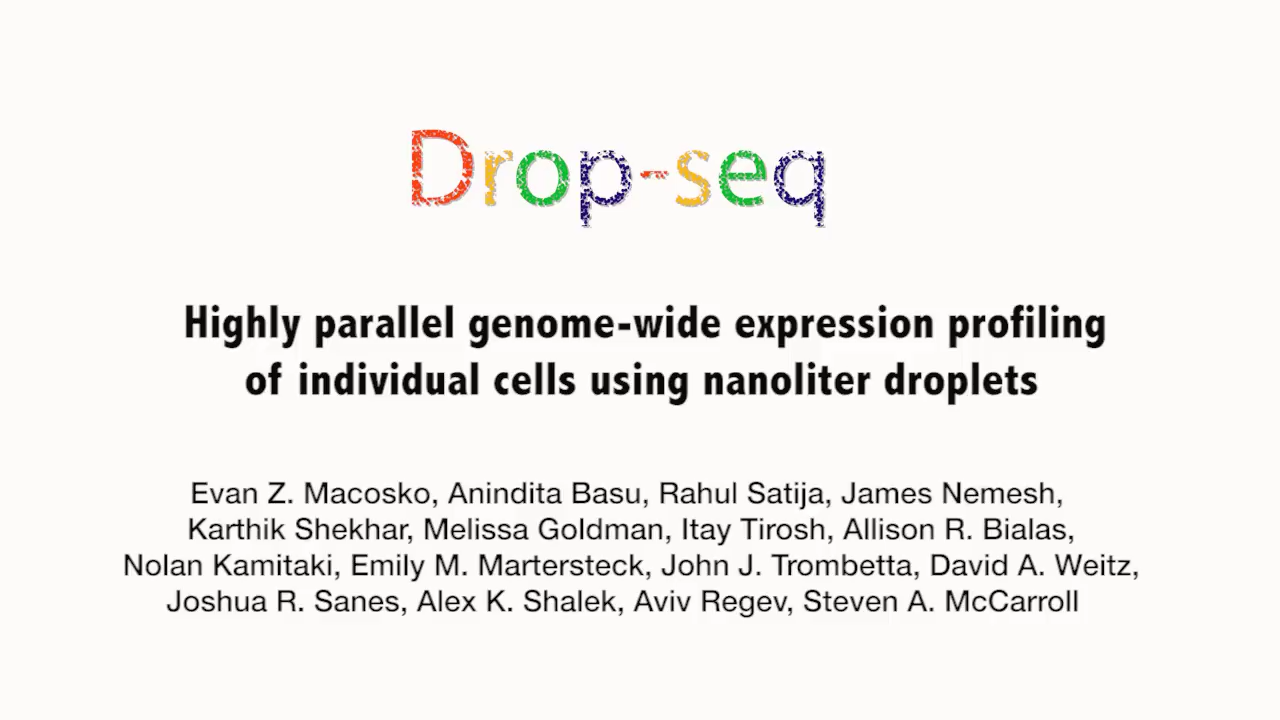 Drop-seq
Highly parallel genome-wide expression profiling
of individual cells using nanoliter droplets
Evan Z. Macosko, Anindita Basu, Rahul Satija, James Nemesh,
Karthik Shekhar, Melissa Goldman, Itay Tirosh, Allison R. Bialas,
Nolan Kamitaki, Emily M. Martersteck, John J. Trombetta, David A. Weitz,
Joshua R. Sanes, Alex K. Shalek, Aviv Regev, Steven A. McCarroll